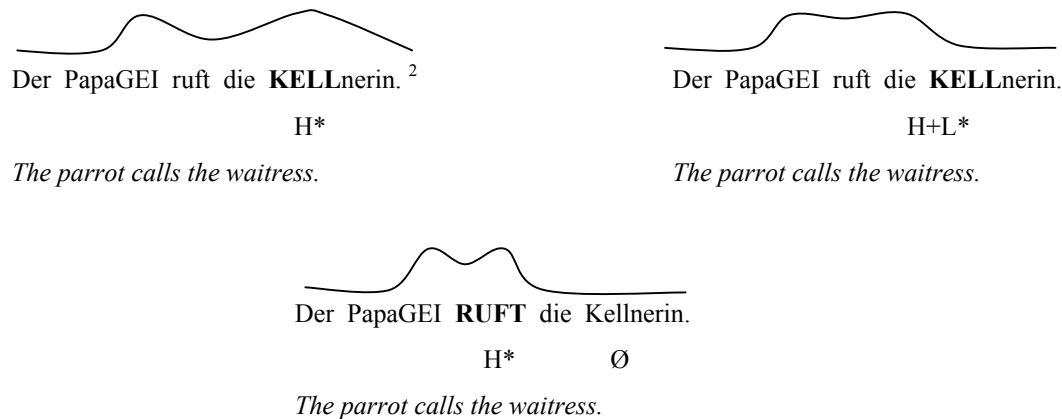 Der PapaGEI ruft die KELLnerin. 2
H*
The parrot calls the waitress.
Der PapaGEI ruft die KELLnerin.
H+L*
The parrot calls the waitress.
Der PapaGEI RUFT die Kellnerin.
H* Ø
The parrot calls the waitress.